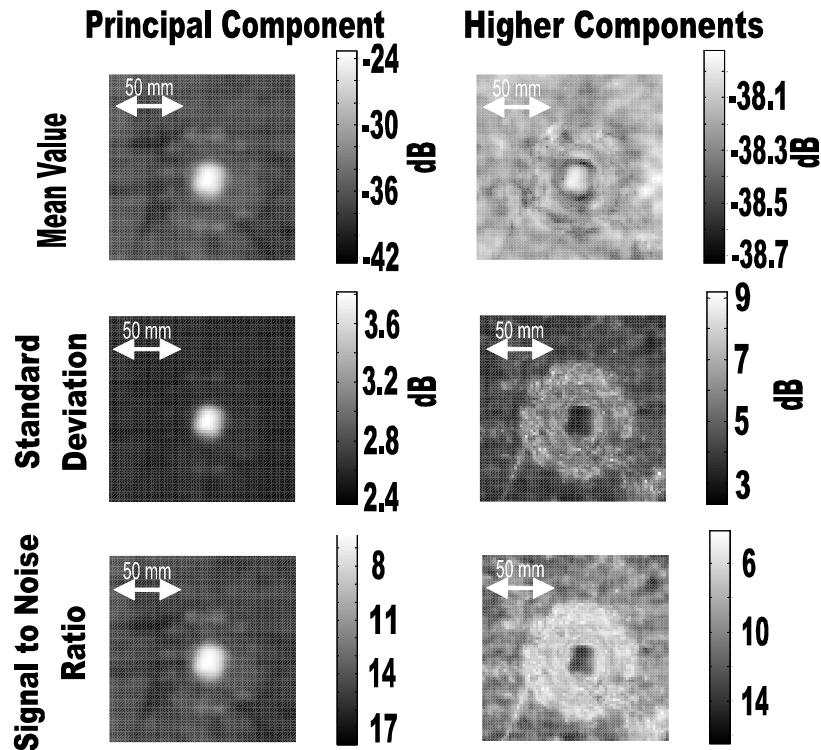 Principal Component
Higher Components
Mean Value
50 mm
-24
-30
-36
-42
dB
50 mm
-38.1
-38.3
-38.5
-38.7
dB
Standard
Deviation
50 mm
3.6
3.2
2.8
2.4
dB
50 mm
9
7
5
3
dB
Signal to Noise
Ratio
50 mm
8
11
14
17
50 mm
6
10
14